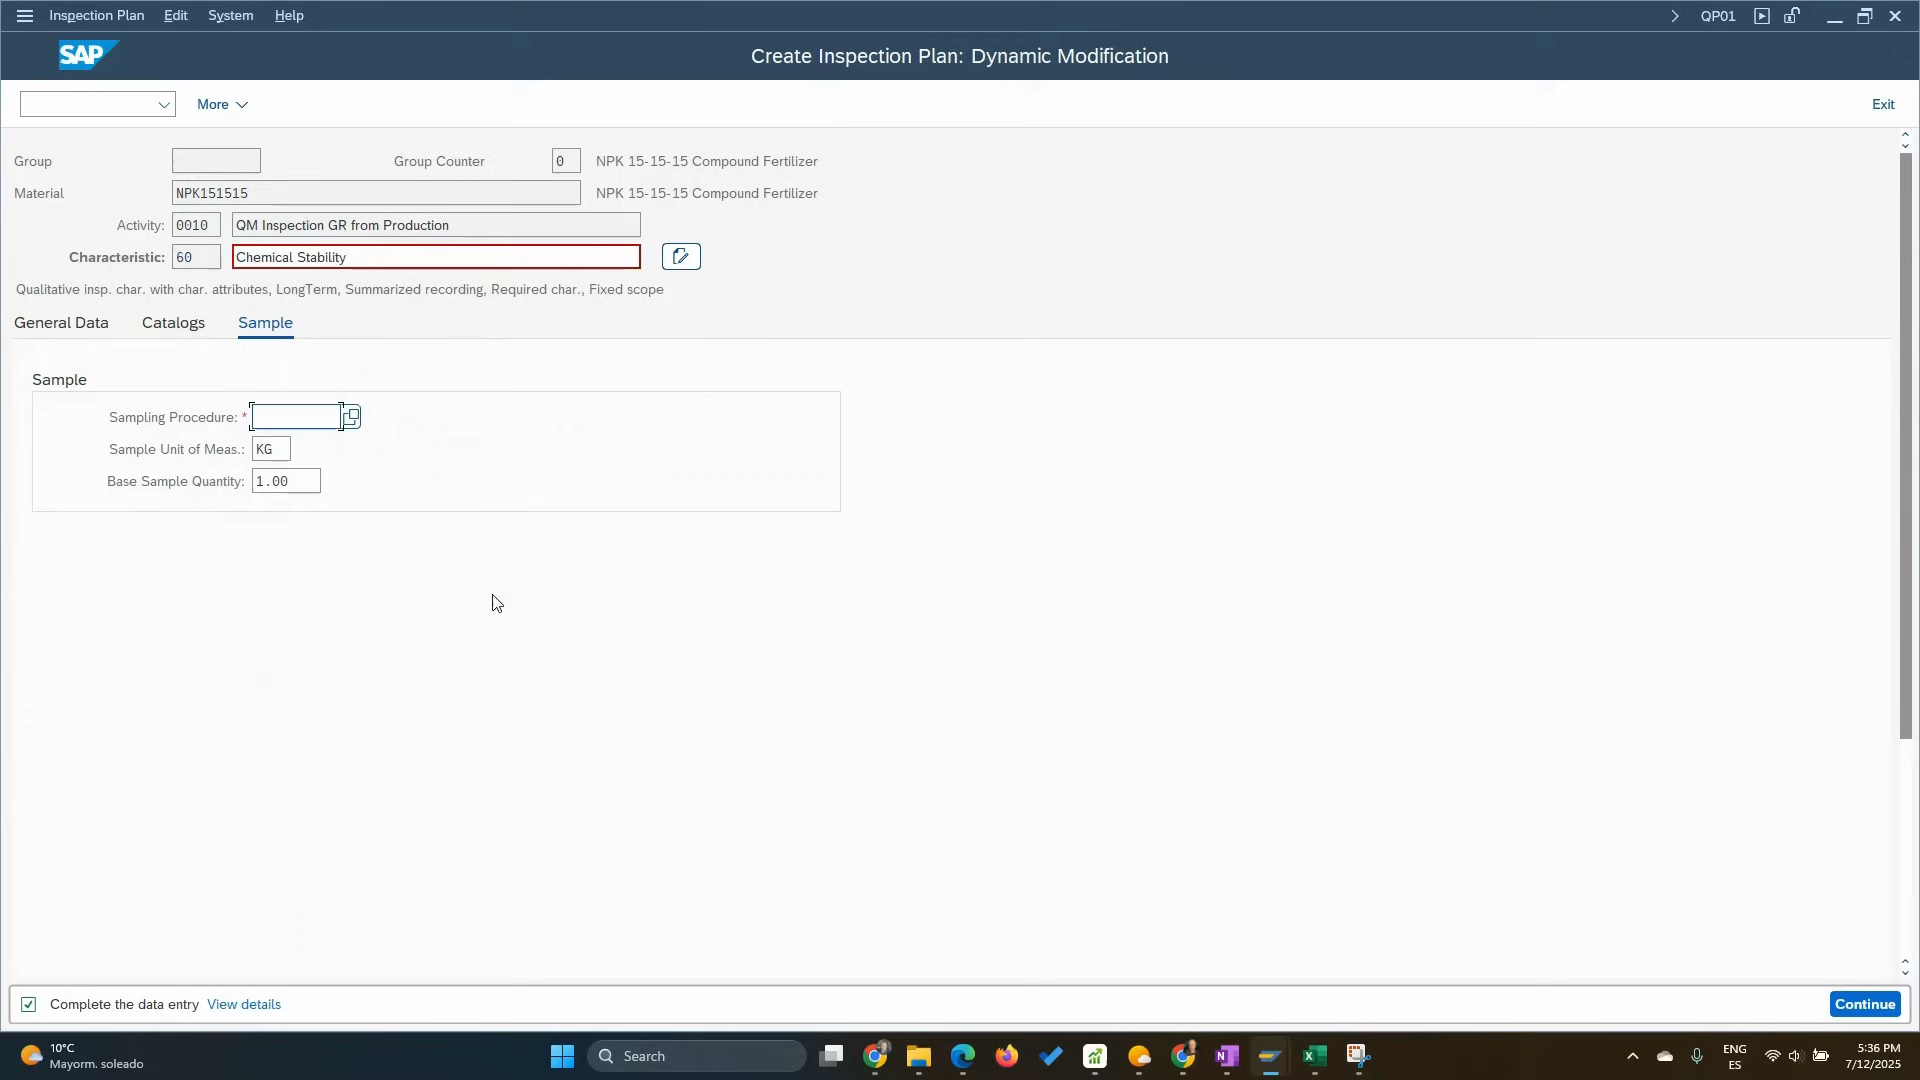 Inspection Plan Edit System Help QP01
SAP Create Inspection Plan: Dynamic Modification
More Exit
Group Group Counter 0 NPK 15-15-15 Compound Fertilizer
Material NPK151515 NPK 15-15-15 Compound Fertilizer
Activity: 0010 QM Inspection GR from Production
Characteristic: 60 Chemical Stability
Qualitative insp. char. with char. attributes, LongTerm, Summarized recording, Required char., Fixed scope
General Data Catalogs Sample
Sample
Sampling Procedure: *
Sample Unit of Meas.: KG
Base Sample Quantity: 1.00
Complete the data entry View details Continue
10°C
Mayorm. soleado
Search
ENG
ES
5:36 PM
7/12/2025